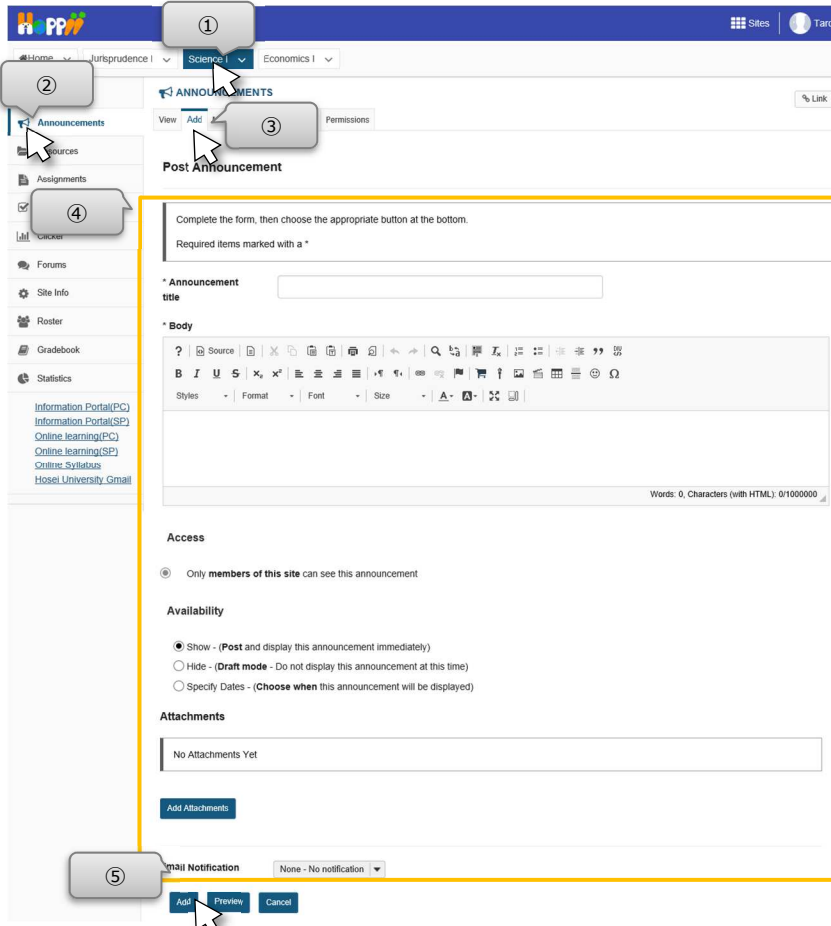 HOPPii
①
Sites
Taro
Home
Jurisprudence I
Science I
Economics I
②
ANNOUNCEMENTS
Link
Announcements
View
Add
③
Permissions
Resources
Post Announcement
Assignments
④
Complete the form, then choose the appropriate button at the bottom.
Clicker
Required items marked with a *
Forums
* Announcement
title
Site Info
Roster
* Body
Gradebook
? Source
Statistics
B I U S x₂ x² Ω
Styles Format Font Size A A
Information Portal(PC)
Information Portal(SP)
Online learning(PC)
Online learning(SP)
Online Syllabus
Hosei University Gmail
Words: 0, Characters (with HTML): 0/1000000
Access
Only members of this site can see this announcement
Availability
Show - (Post and display this announcement immediately)
Hide - (Draft mode - Do not display this announcement at this time)
Specify Dates - (Choose when this announcement will be displayed)
Attachments
No Attachments Yet
Add Attachments
⑤
mail Notification
None - No notification
Add
Preview
Cancel